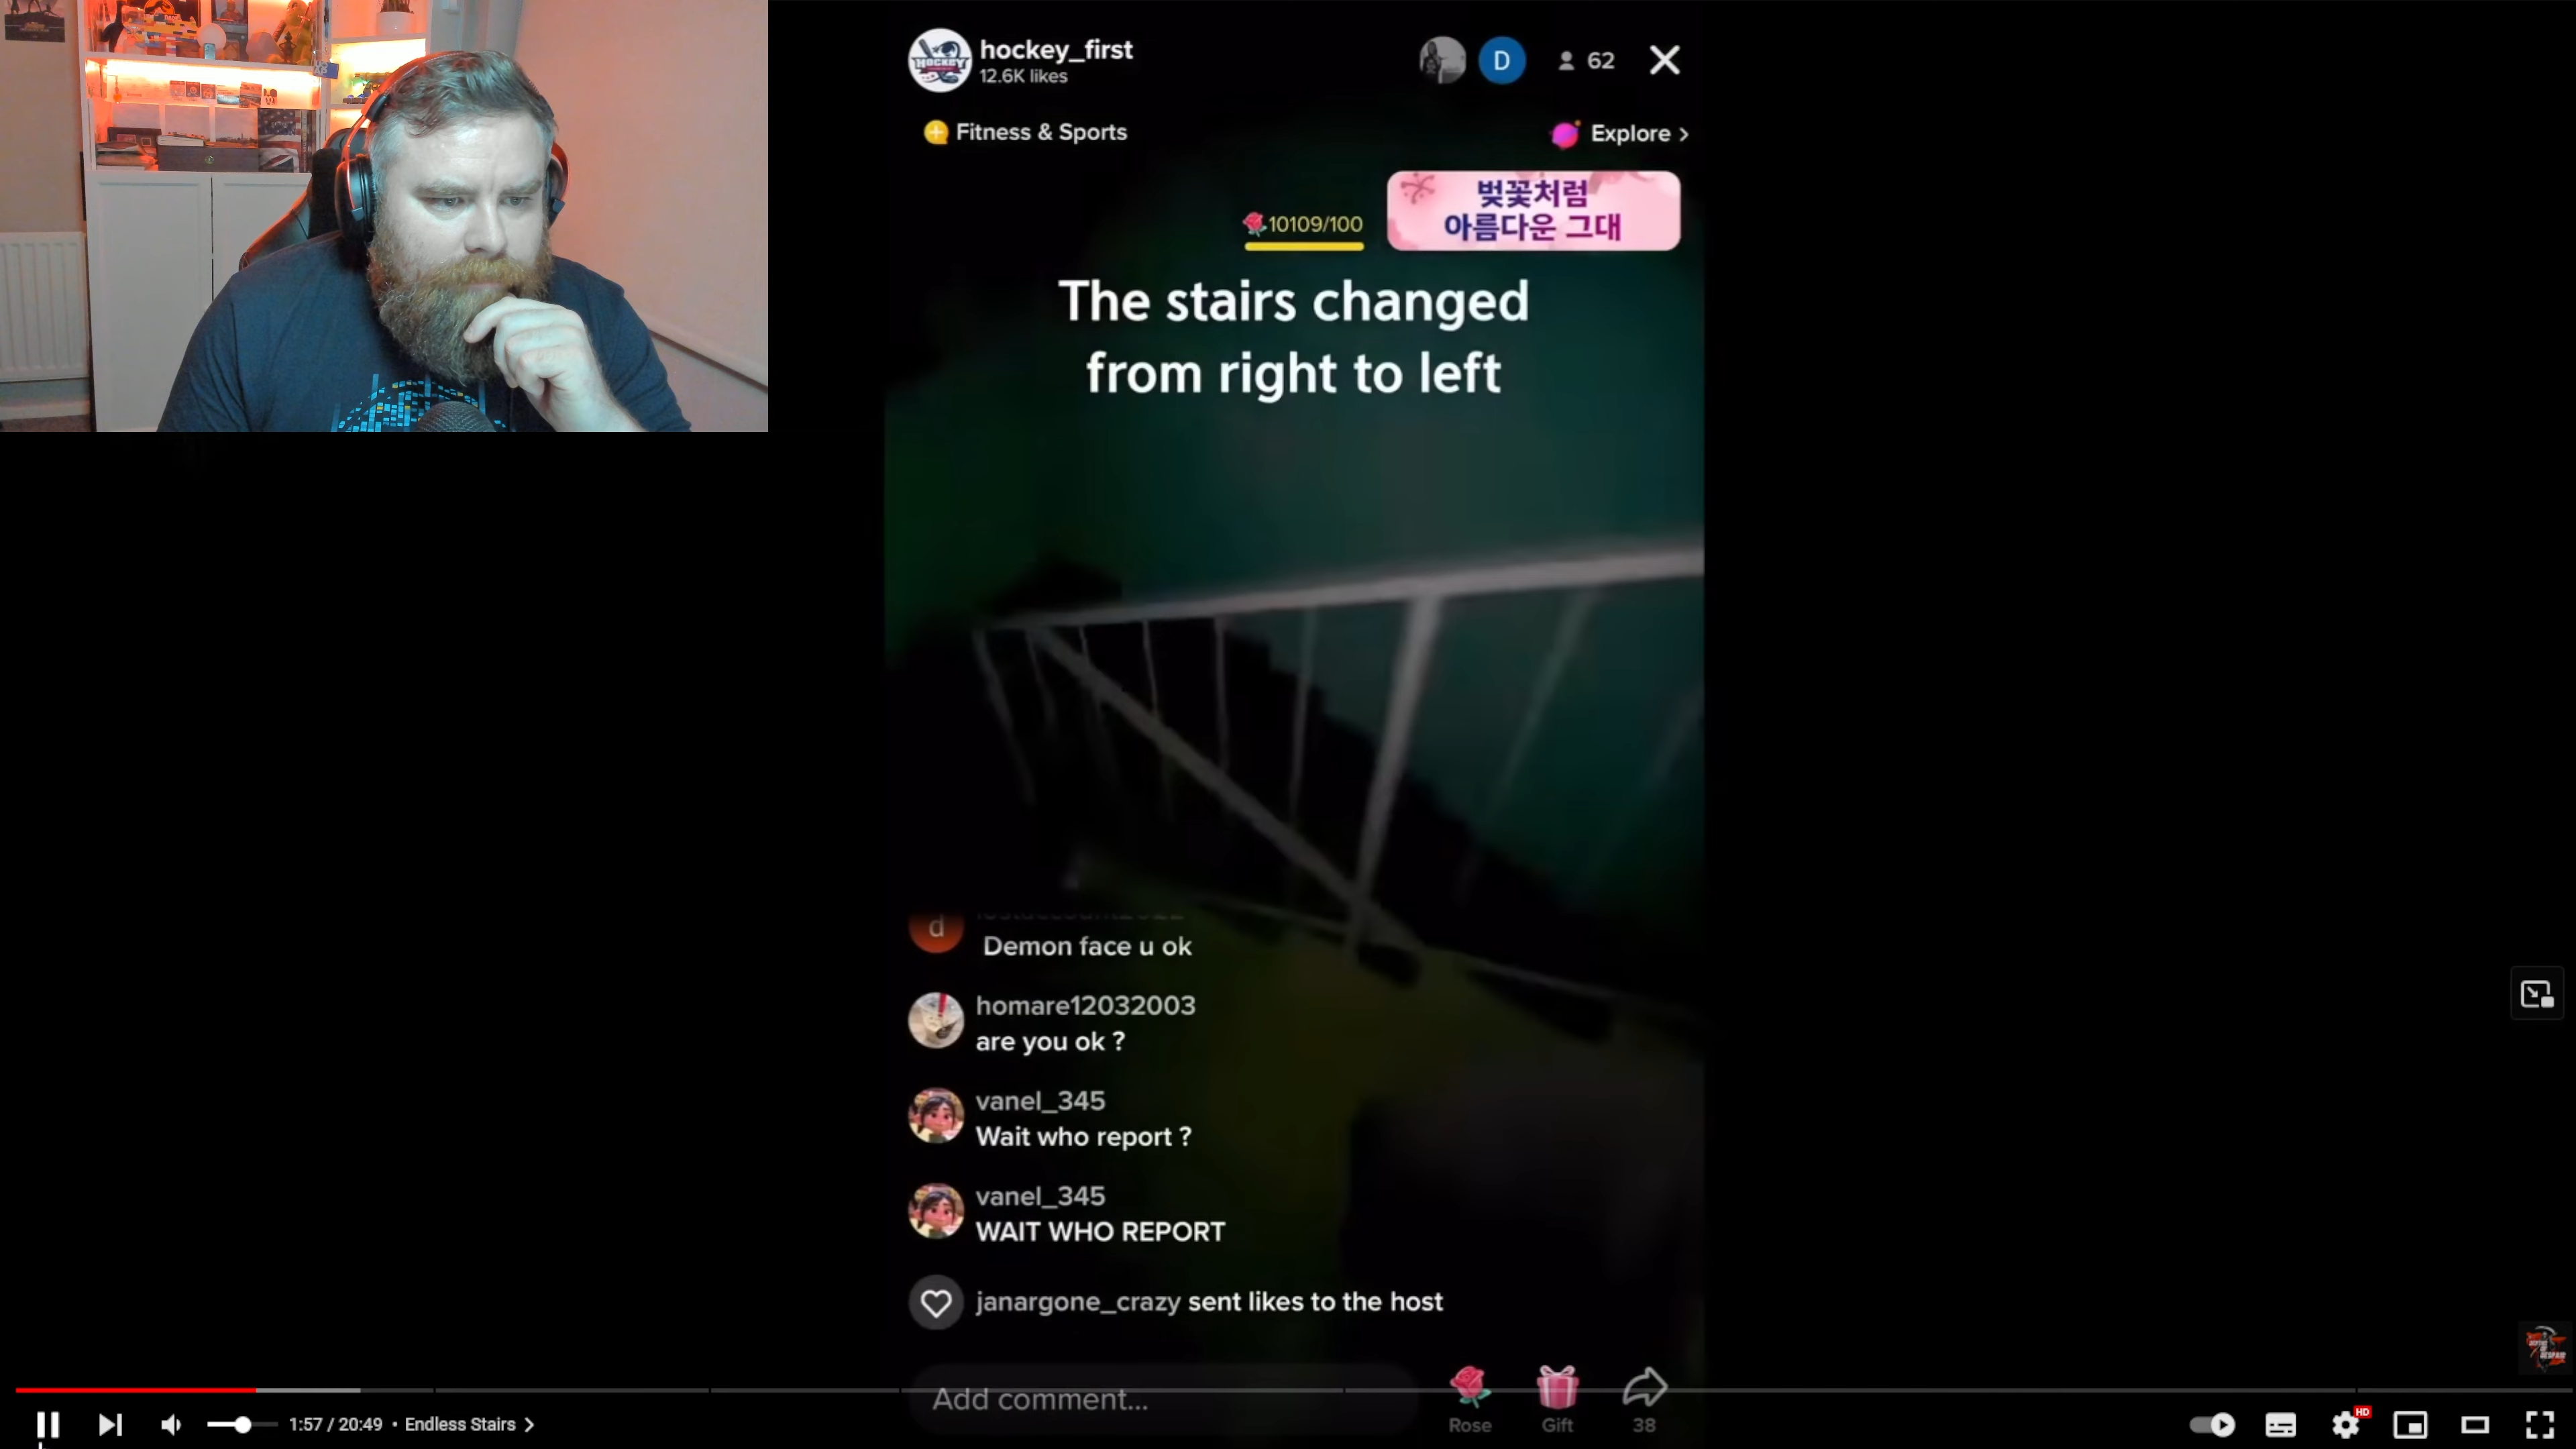 hockey_first
12.6K likes
D
62
Fitness & Sports
Explore >
벚꽃처럼
아름다운 그대
10109/100
The stairs changed
from right to left
d
Demon face u ok
homare12032003
are you ok ?
vanel_345
Wait who report ?
vanel_345
WAIT WHO REPORT
janargone_crazy sent likes to the host
Add comment...
Rose
Gift
38
1:57 / 20:49 • Endless Stairs >
HD
HOCKEY